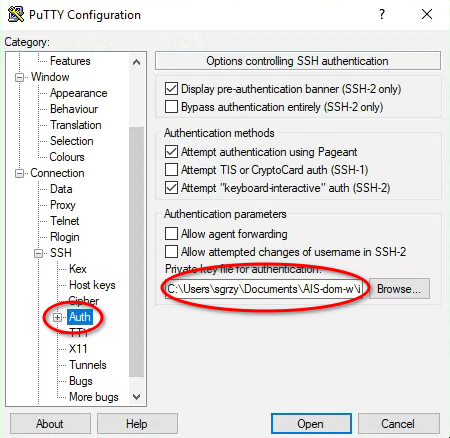 PuTTY Configuration
?
Category:
Features
Window
Appearance
Behaviour
Translation
Selection
Colours
Connection
Data
Proxy
Telnet
Rlogin
SSH
Kex
Host keys
Cipher
Auth
TTY
X11
Tunnels
Bugs
More bugs
Options controlling SSH authentication
Display pre-authentication banner (SSH-2 only)
Bypass authentication entirely (SSH-2 only)
Authentication methods
Attempt authentication using Pageant
Attempt TIS or CryptoCard auth (SSH-1)
Attempt "keyboard-interactive" auth (SSH-2)
Authentication parameters
Allow agent forwarding
Allow attempted changes of username in SSH-2
Private key file for authentication:
C:\Users\sgrzy\Documents\AIS-dom-w\i
Browse...
About
Help
Open
Cancel